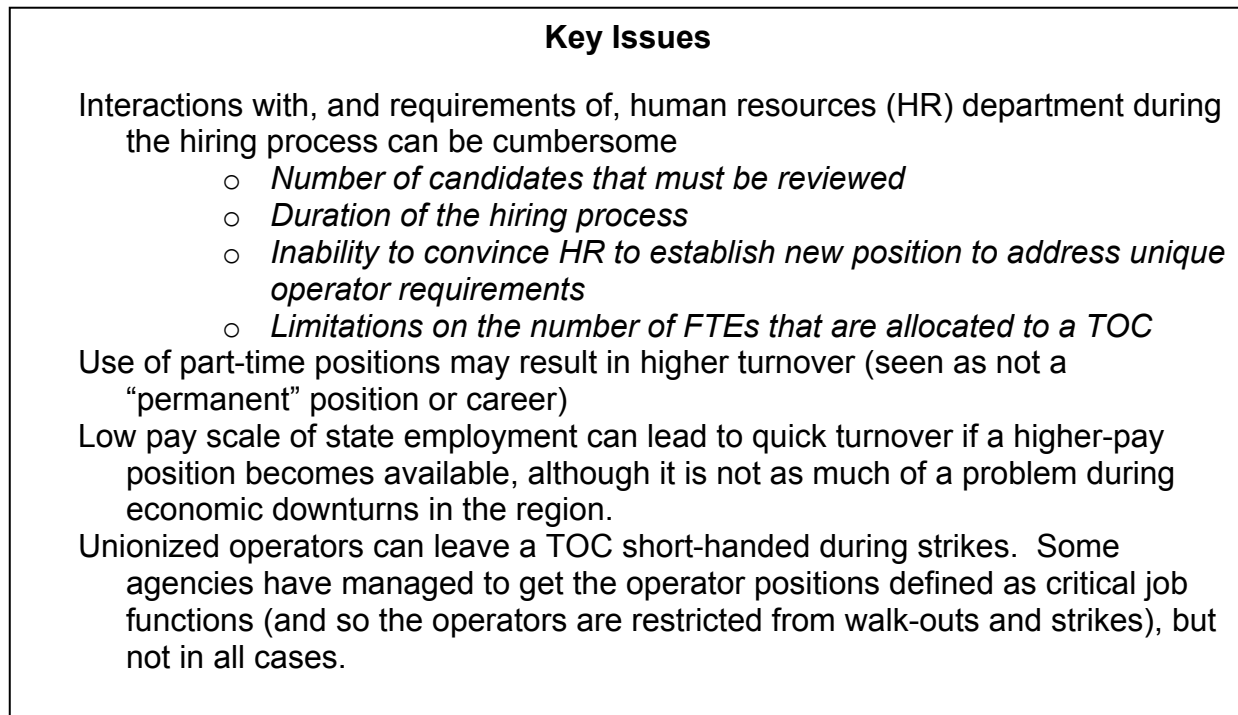 Key Issues
Interactions with, and requirements of, human resources (HR) department during
the hiring process can be cumbersome
o Number of candidates that must be reviewed
o Duration of the hiring process
o Inability to convince HR to establish new position to address unique
operator requirements
o Limitations on the number of FTEs that are allocated to a TOC
Use of part-time positions may result in higher turnover (seen as not a
“permanent” position or career)
Low pay scale of state employment can lead to quick turnover if a higher-pay
position becomes available, although it is not as much of a problem during
economic downturns in the region.
Unionized operators can leave a TOC short-handed during strikes.  Some
agencies have managed to get the operator positions defined as critical job
functions (and so the operators are restricted from walk-outs and strikes), but
not in all cases.